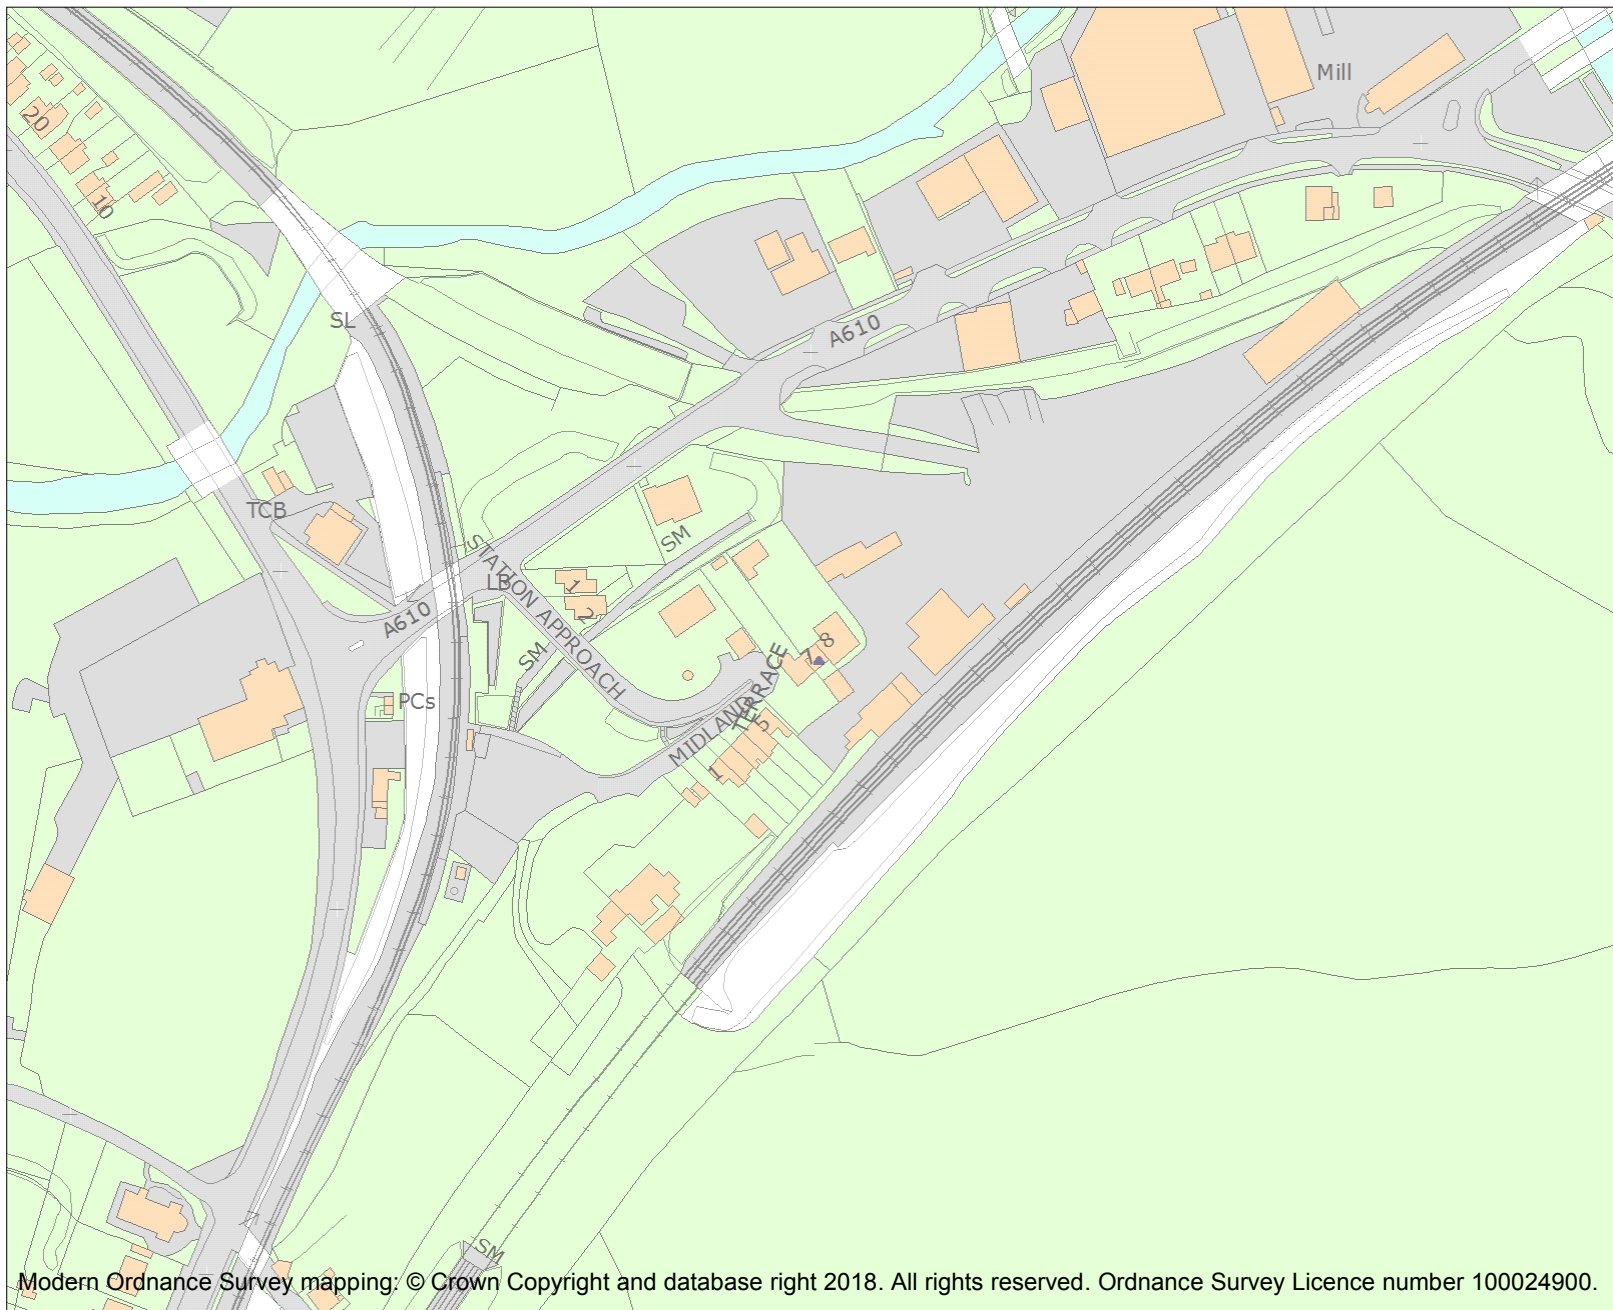 Mill
20
10
SL
A610
TCB
SM
STATION APPROACH
LB
1
2
A610
SM
7
8
PCs
MIDLAND
TERRACE
5
1
SM
Modern Ordnance Survey mapping: © Crown Copyright and database right 2018. All rights reserved. Ordnance Survey Licence number 100024900.